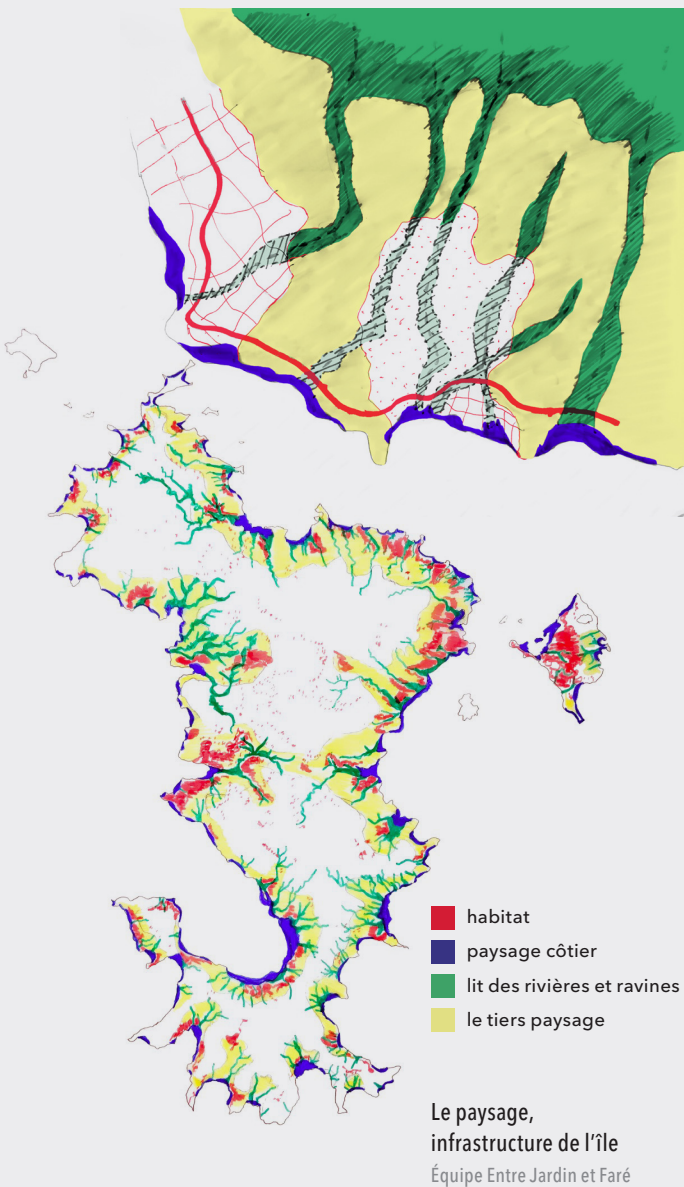 habitat
paysage côtier
lit des rivières et ravines
le tiers paysage
Le paysage,
infrastructure de l’île
Équipe Entre Jardin et Faré